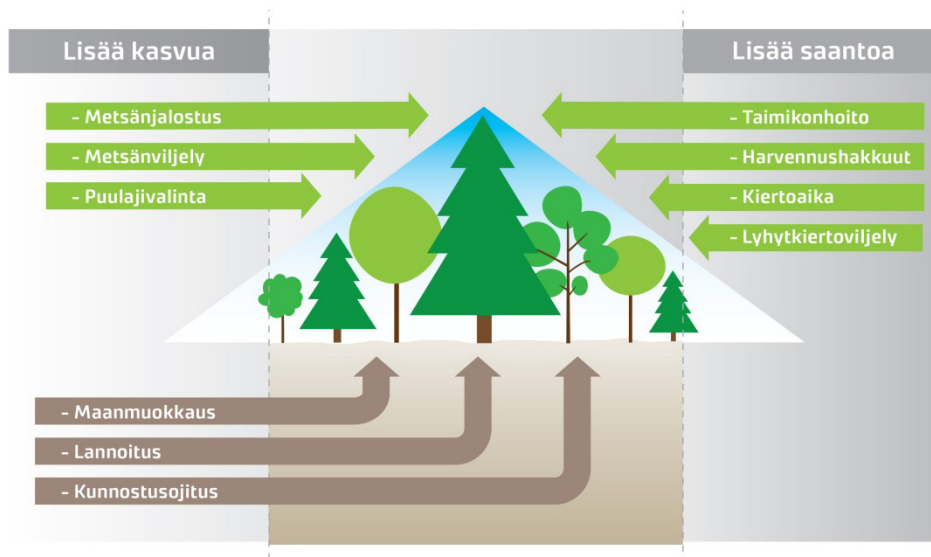 Lisää kasvua
- Metsänjalostus
- Metsänviljely
- Puulajivalinta
- Maanmuokkaus
- Lannoitus
- Kunnostusojitus
Lisää saantoa
- Taimikonhoito
- Harvennushakkuut
- Kiertoaika
- Lyhytkiertoviljely